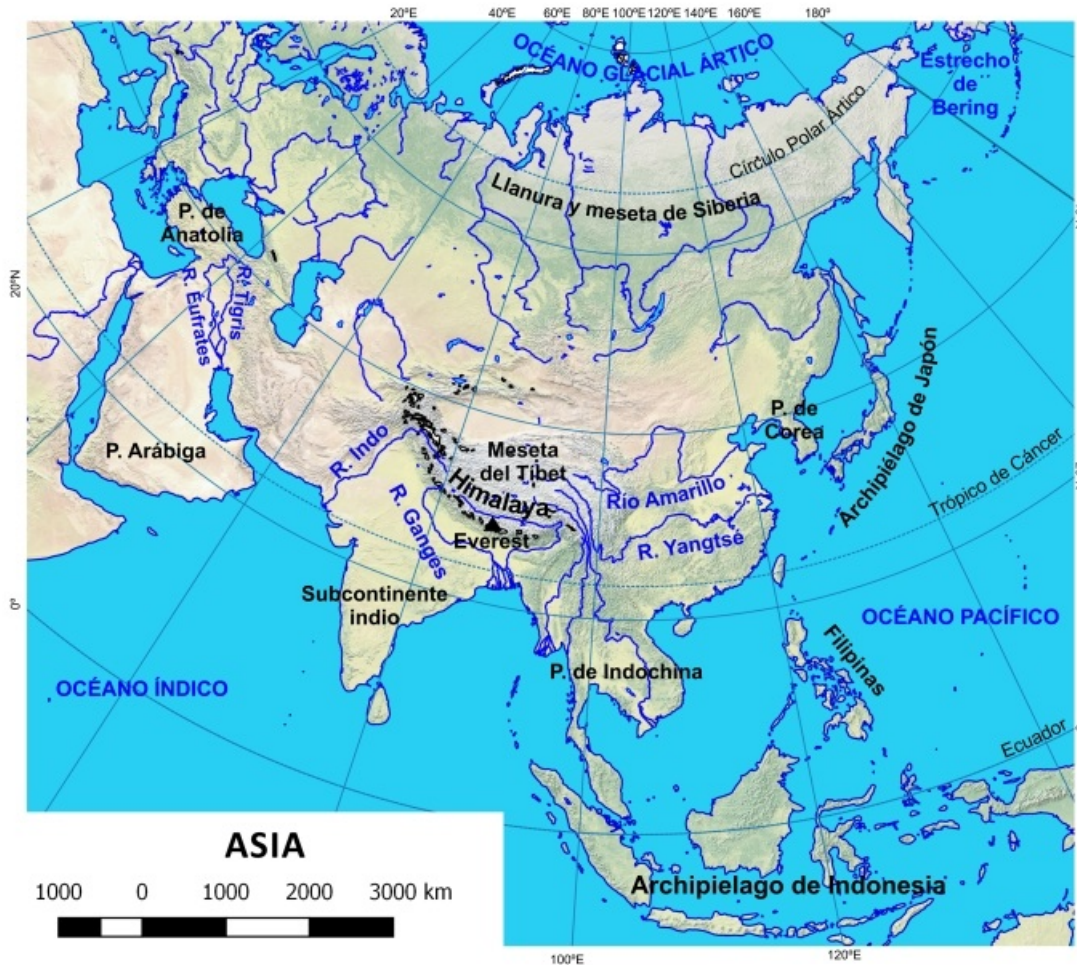 20ºE 40ºE 60ºE 80ºE 100ºE 120ºE 140ºE 160ºE 180º
OCÉANO GLACIAL ÁRTICO
Estrecho
de
Bering
Círculo Polar Ártico
Llanura y meseta de Siberia
P. de
Anatolia
20ºN
R. Tigris
R. Éufrates
Archipiélago de Japón
P. de
Corea
P. Arábiga
R. Indo
Meseta
del Tibet
Himalaya
Trópico de Cáncer
Río Amarillo
R. Ganges
Everest
R. Yangtsé
Subcontinente
indio
0º
OCÉANO PACÍFICO
Filipinas
P. de Indochina
OCÉANO ÍNDICO
Ecuador
ASIA
1000 0 1000 2000 3000 km
Archipielago de Indonesia
100ºE
120ºE